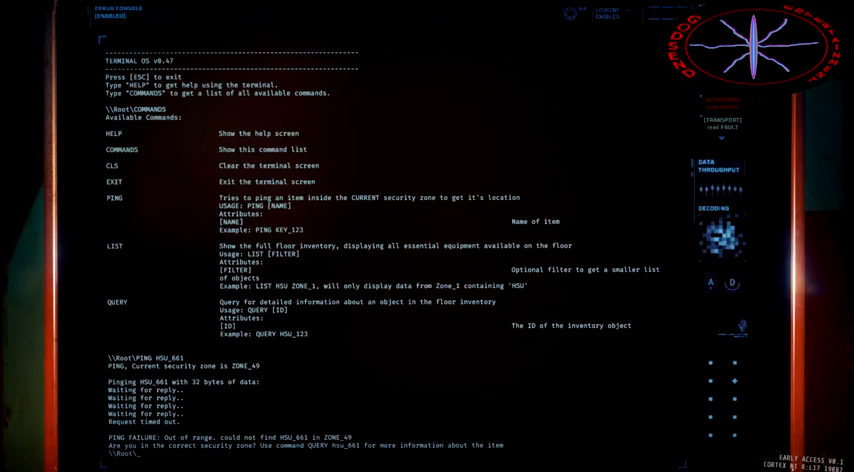 DEBUG CONSOLE
[ENABLED]
LOGGING
ENABLED
TERMINAL OS v0.47
Press [ESC] to exit
Type "HELP" to get help using the terminal.
Type "COMMANDS" to get a list of all available commands.
\\Root\COMMANDS
Available Commands:
HELP Show the help screen
COMMANDS Show this command list
CLS Clear the terminal screen
EXIT Exit the terminal screen
PING Tries to ping an item inside the CURRENT security zone to get it's location
USAGE: PING [NAME]
Attributes:
[NAME] Name of item
Example: PING KEY_123
LIST Show the full floor inventory, displaying all essential equipment available on the floor
Usage: LIST [FILTER]
Attributes:
[FILTER] Optional filter to get a smaller list
of objects
Example: LIST HSU ZONE_1, will only display data from Zone_1 containing 'HSU'
QUERY Query for detailed information about an object in the floor inventory
Usage: QUERY [ID]
Attributes:
[ID] The ID of the inventory object
Example: QUERY HSU_123
\\Root\PING HSU_661
PING, Current security zone is ZONE_49
Pinging HSU_661 with 32 bytes of data:
Waiting for reply..
Waiting for reply..
Waiting for reply..
Waiting for reply..
Request timed out.
PING FAILURE: Out of range. could not find HSU_661 in ZONE_49
Are you in the correct security zone? Use command QUERY hsu_661 for more information about the item
\\Root\_
[TRANSPORT]
read FAULT
DATA
THROUGHPUT
DECODING
A D
EARLY ACCESS V0.1